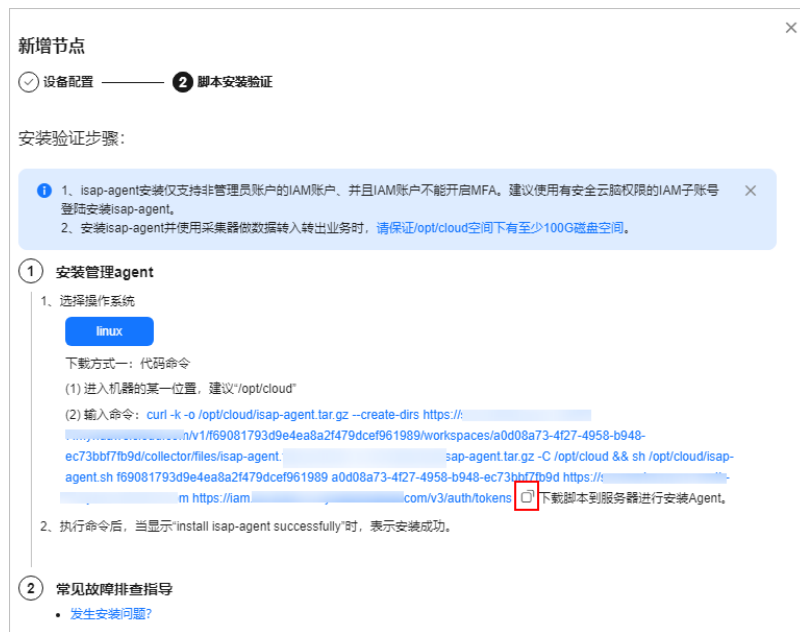 新增节点
设备配置 2 脚本安装验证
安装验证步骤：
1、isap-agent安装仅支持非管理员账户的IAM账户、并且IAM账户不能开启MFA。建议使用有安全云脑权限的IAM子账号
登陆安装isap-agent。
2、安装isap-agent并使用采集器做数据转入转出业务时，请保证/opt/cloud空间下有至少100G磁盘空间。
1 安装管理agent
1、选择操作系统
linux
下载方式一：代码命令
(1) 进入机器的某一位置，建议“/opt/cloud”
(2) 输入命令：curl -k -o /opt/cloud/isap-agent.tar.gz --create-dirs https://
/v1/f69081793d9e4ea8a2f479dcef961989/workspaces/a0d08a73-4f27-4958-b948-
ec73bbf7fb9d/collector/files/isap-agent. sap-agent.tar.gz -C /opt/cloud && sh /opt/cloud/isap-
agent.sh f69081793d9e4ea8a2f479dcef961989 a0d08a73-4f27-4958-b948-ec73bbf7fb9d https://
m https://iam. com/v3/auth/tokens 下载脚本到服务器进行安装Agent。
2、执行命令后，当显示“install isap-agent successfully”时，表示安装成功。
2 常见故障排查指导
• 发生安装问题?